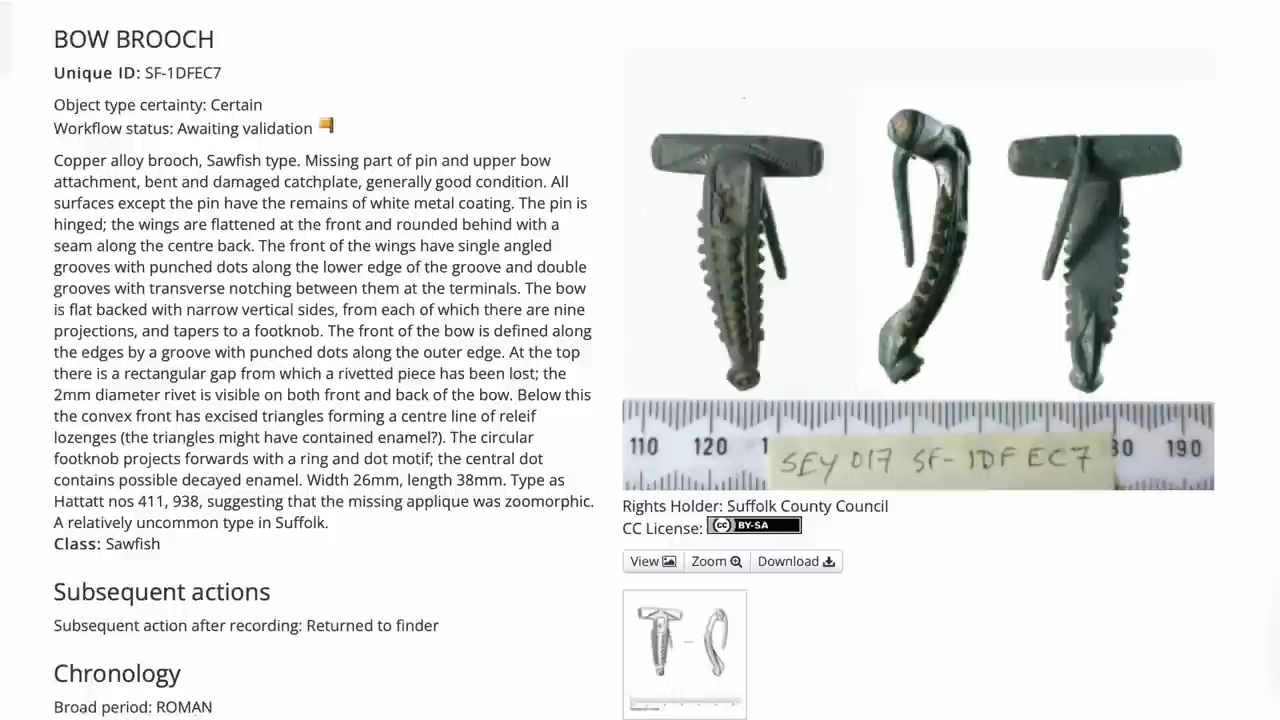 BOW BROOCH
Unique ID: SF-1DFEC7
Object type certainty: Certain
Workflow status: Awaiting validation
Copper alloy brooch, Sawfish type. Missing part of pin and upper bow
attachment, bent and damaged catchplate, generally good condition. All
surfaces except the pin have the remains of white metal coating. The pin is
hinged; the wings are flattened at the front and rounded behind with a
seam along the centre back. The front of the wings have single angled
grooves with punched dots along the lower edge of the groove and double
grooves with transverse notching between them at the terminals. The bow
is flat backed with narrow vertical sides, from each of which there are nine
projections, and tapers to a footknob. The front of the bow is defined along
the edges by a groove with punched dots along the outer edge. At the top
there is a rectangular gap from which a rivetted piece has been lost; the
2mm diameter rivet is visible on both front and back of the bow. Below this
the convex front has excised triangles forming a centre line of releif
lozenges (the triangles might have contained enamel?). The circular
footknob projects forwards with a ring and dot motif; the central dot
contains possible decayed enamel. Width 26mm, length 38mm. Type as
Hattatt nos 411, 938, suggesting that the missing applique was zoomorphic.
A relatively uncommon type in Suffolk.
Class: Sawfish
Subsequent actions
Subsequent action after recording: Returned to finder
Chronology
Broad period: ROMAN
110 120 1 80 190
SEY 017 SF-1DFEC7
Rights Holder: Suffolk County Council
CC License: cc BY-SA
View Zoom Download